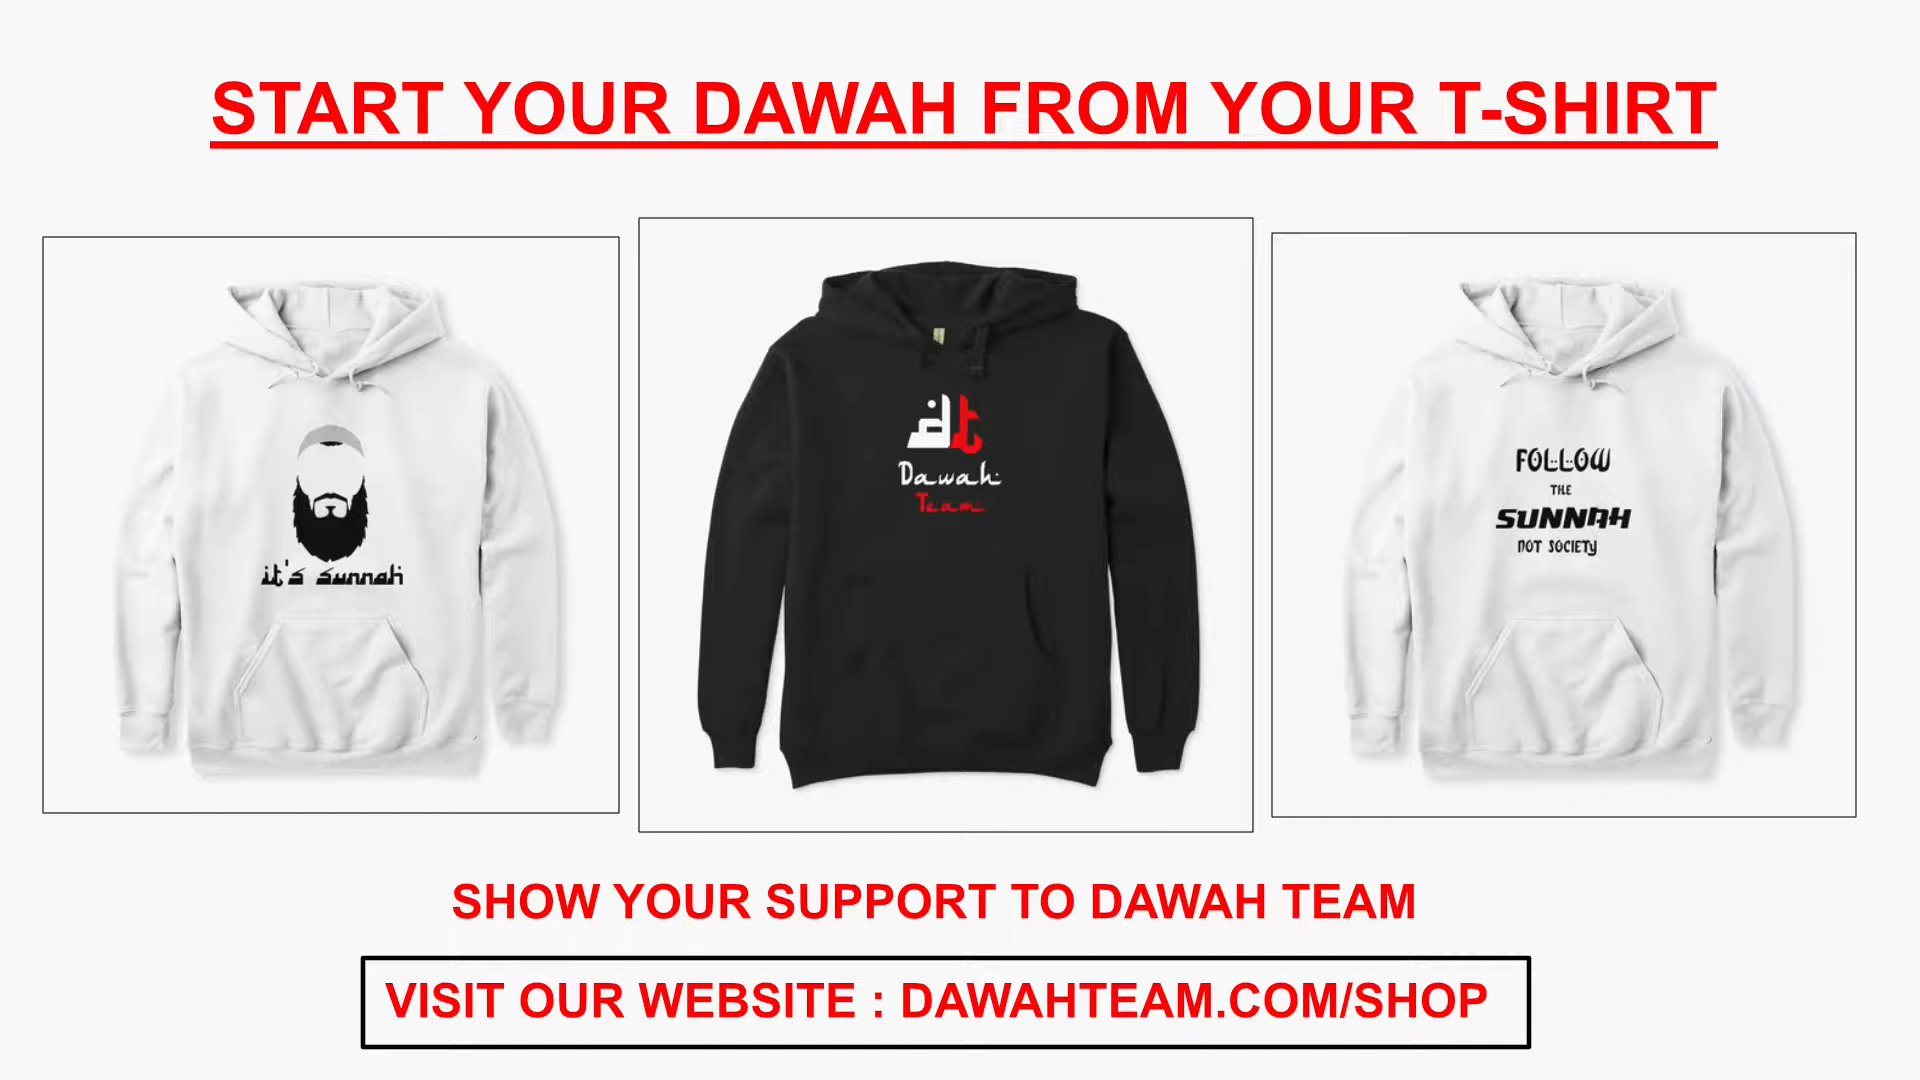 START YOUR DAWAH FROM YOUR T-SHIRT
it's sunnah
dt
Dawah
Team
FOLLOW
THE
SUNNAH
NOT SOCIETY
SHOW YOUR SUPPORT TO DAWAH TEAM
VISIT OUR WEBSITE : DAWAHTEAM.COM/SHOP